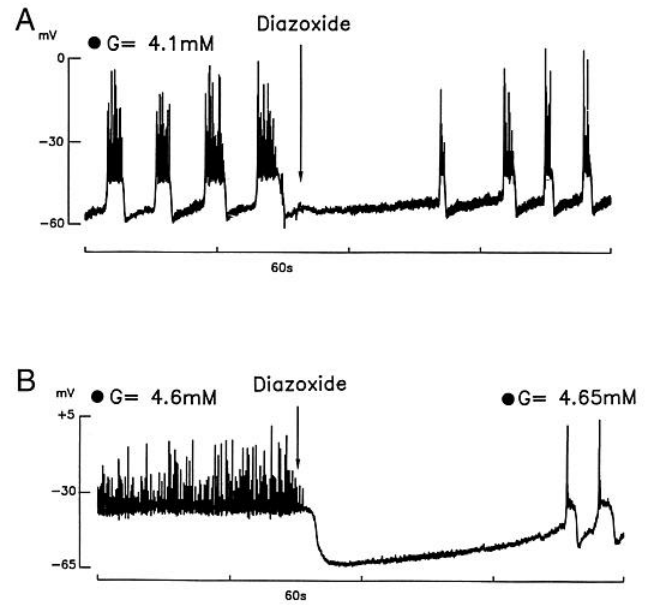 A
mV
● G= 4.1mM
Diazoxide
0
-30
-60
60s
B
mV
● G= 4.6mM
Diazoxide
● G= 4.65mM
+5
-30
-65
60s